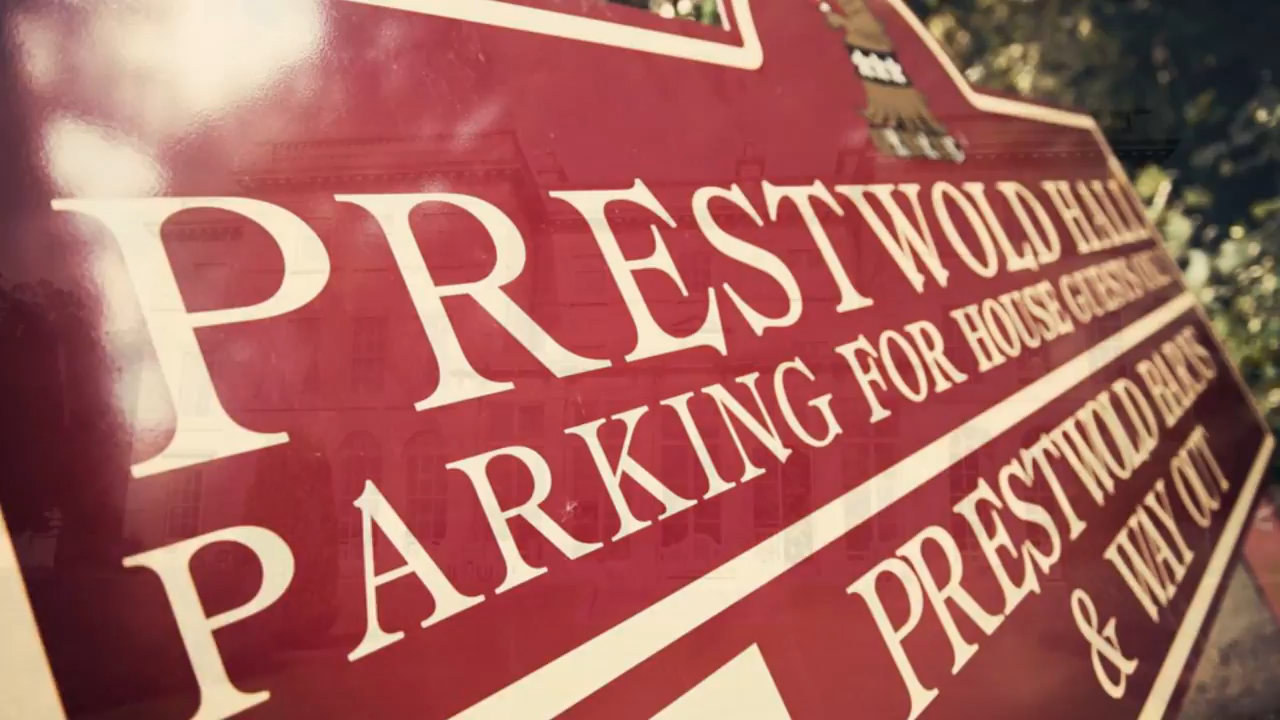 PRESTWOLD HALL
PARKING FOR HOUSE GUESTS
PRESTWOLD BARNS
& WAY OUT